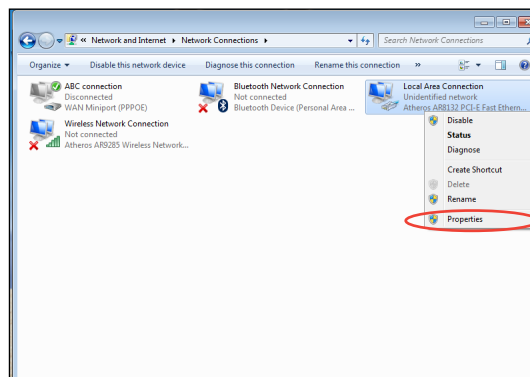 « Network and Internet ▸ Network Connections ▸
Search Network Connections
Organize ▾ Disable this network device Diagnose this connection Rename this connection »
ABC connection
Disconnected
WAN Miniport (PPPOE)
Bluetooth Network Connection
Not connected
Bluetooth Device (Personal Area ...
Local Area Connection
Unidentified network
Atheros AR8132 PCI-E Fast Ethern...
Wireless Network Connection
Not connected
Atheros AR9285 Wireless Network...
Disable
Status
Diagnose
Create Shortcut
Delete
Rename
Properties